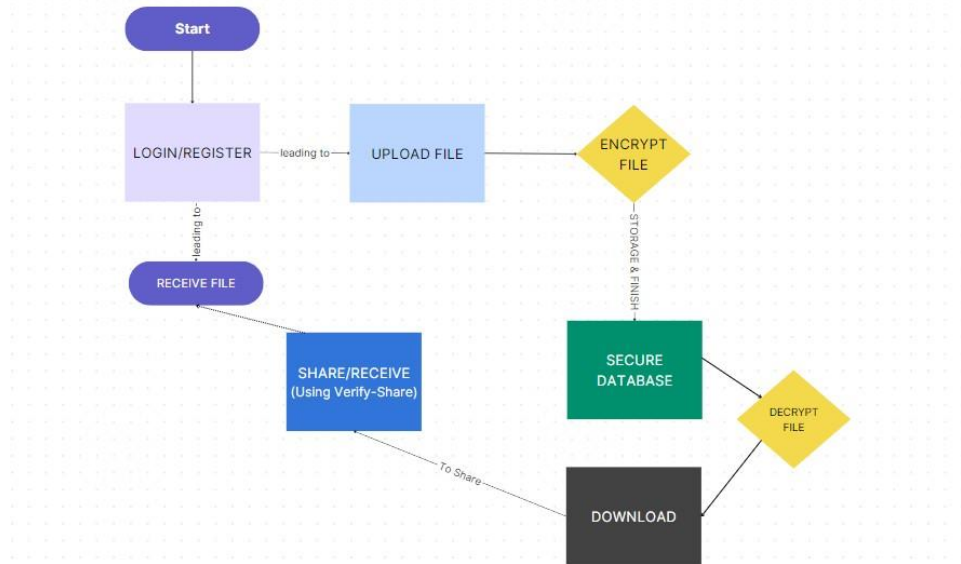 Start
LOGIN/REGISTER
leading to
UPLOAD FILE
ENCRYPT
FILE
leading to
STORAGE & FINISH
RECEIVE FILE
SHARE/RECEIVE
(Using Verify-Share)
SECURE
DATABASE
DECRYPT
FILE
To Share
DOWNLOAD